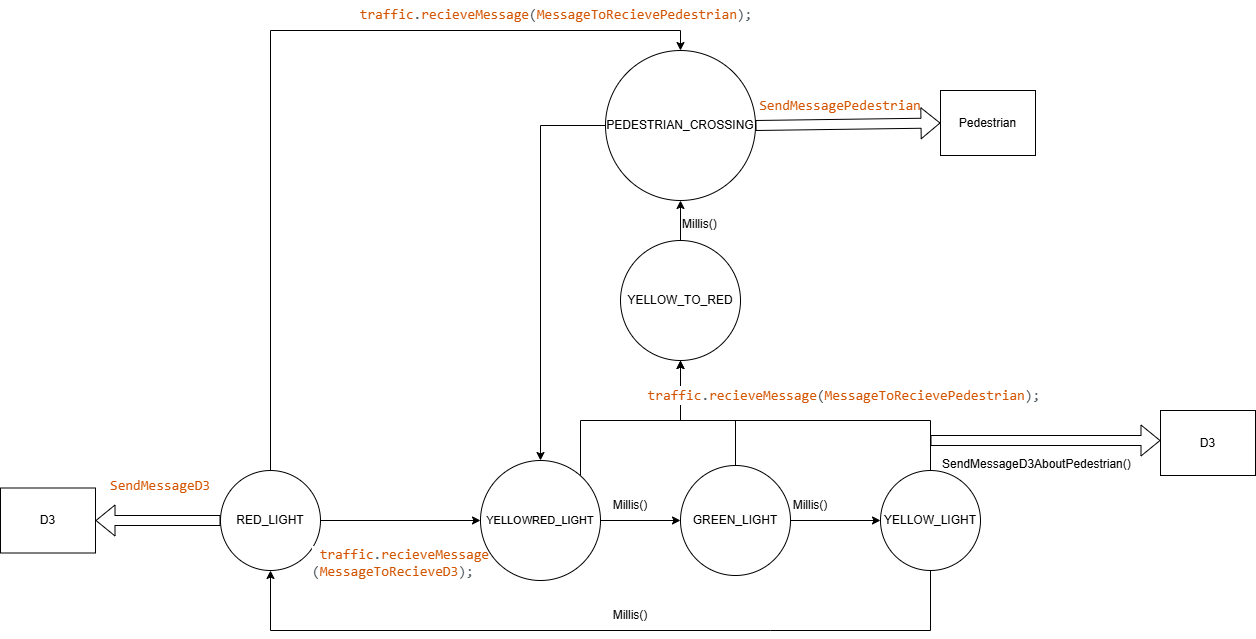 traffic.recieveMessage(MessageToRecievePedestrian);
SendMessagePedestrian
PEDESTRIAN_CROSSING
Pedestrian
Millis()
YELLOW_TO_RED
traffic.recieveMessage(MessageToRecievePedestrian);
D3
SendMessageD3AboutPedestrian()
SendMessageD3
D3
RED_LIGHT
YELLOWRED_LIGHT
Millis()
GREEN_LIGHT
Millis()
YELLOW_LIGHT
traffic.recieveMessage
(MessageToRecieveD3);
Millis()